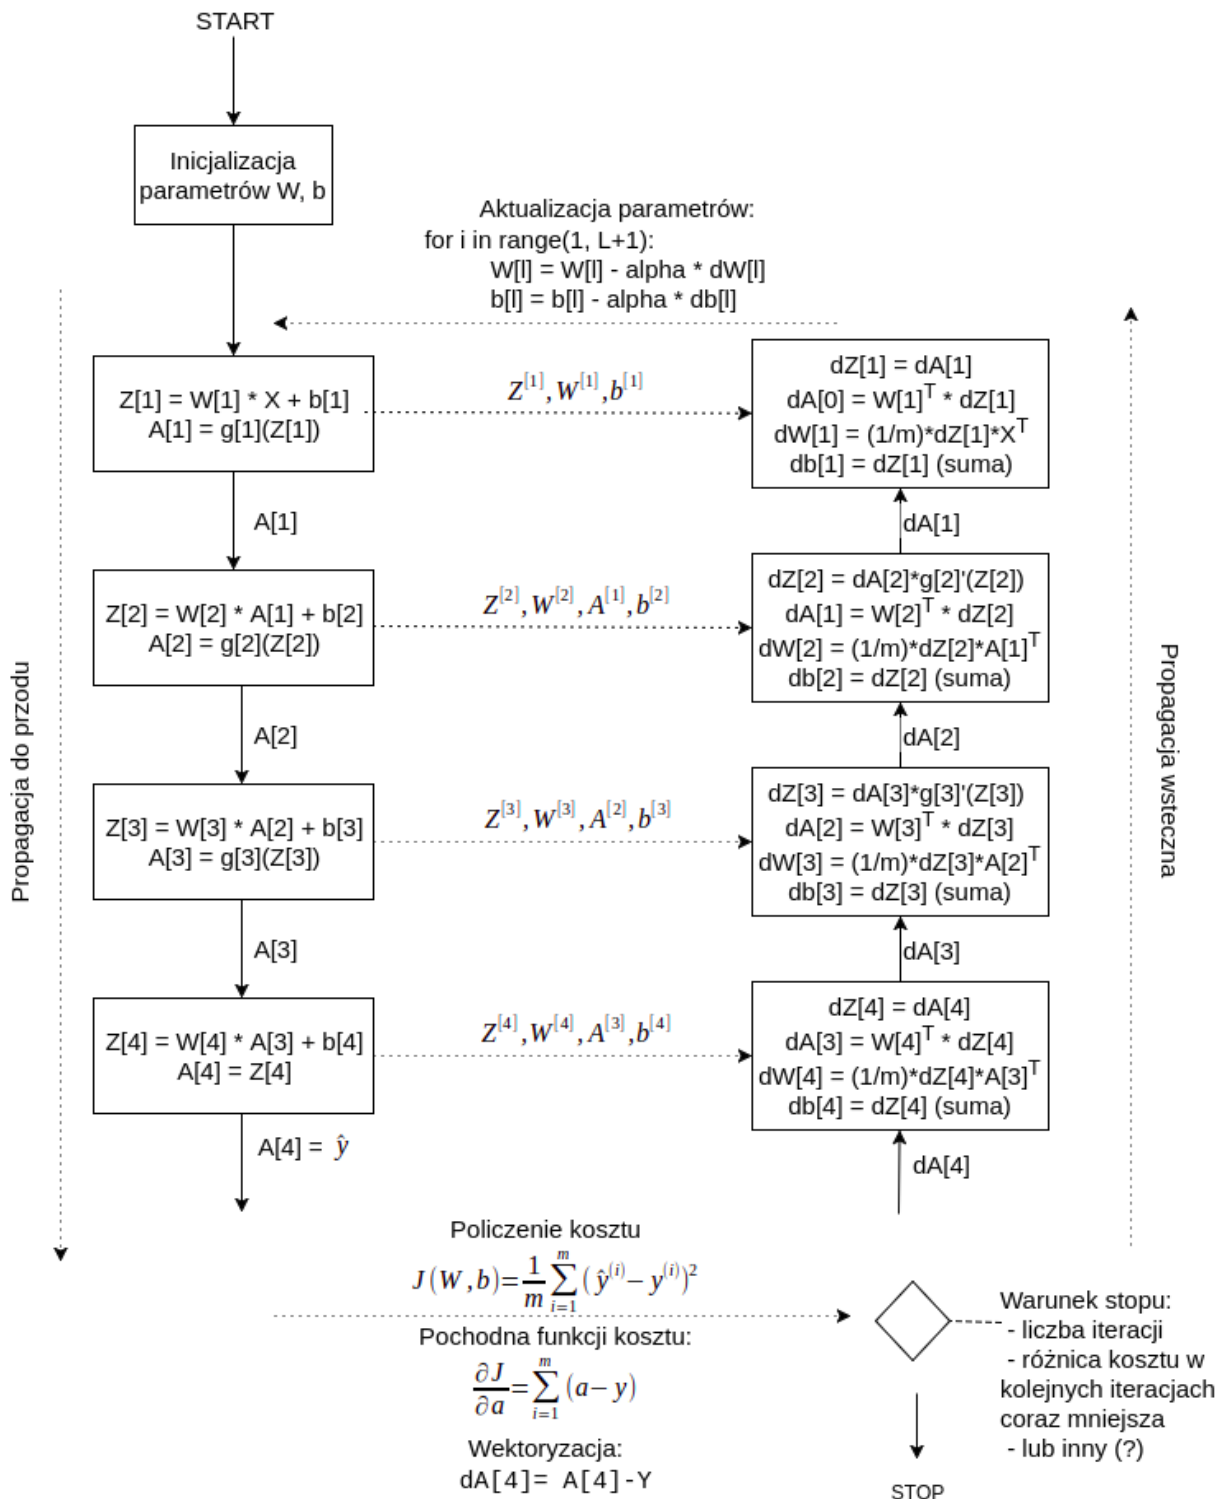 START
Inicjalizacja
parametrów W, b
Aktualizacja parametrów:
for i in range(1, L+1):
W[l] = W[l] - alpha * dW[l]
b[l] = b[l] - alpha * db[l]
Propagacja do przodu
Z[1] = W[1] * X + b[1]
A[1] = g[1](Z[1])
Z^[1], W^[1], b^[1]
dZ[1] = dA[1]
dA[0] = W[1]^T * dZ[1]
dW[1] = (1/m)*dZ[1]*X^T
db[1] = dZ[1] (suma)
A[1]
dA[1]
Z[2] = W[2] * A[1] + b[2]
A[2] = g[2](Z[2])
Z^[2], W^[2], A^[1], b^[2]
dZ[2] = dA[2]*g[2]'(Z[2])
dA[1] = W[2]^T * dZ[2]
dW[2] = (1/m)*dZ[2]*A[1]^T
db[2] = dZ[2] (suma)
A[2]
dA[2]
Z[3] = W[3] * A[2] + b[3]
A[3] = g[3](Z[3])
Z^[3], W^[3], A^[2], b^[3]
dZ[3] = dA[3]*g[3]'(Z[3])
dA[2] = W[3]^T * dZ[3]
dW[3] = (1/m)*dZ[3]*A[2]^T
db[3] = dZ[3] (suma)
A[3]
dA[3]
Z[4] = W[4] * A[3] + b[4]
A[4] = Z[4]
Z^[4], W^[4], A^[3], b^[4]
dZ[4] = dA[4]
dA[3] = W[4]^T * dZ[4]
dW[4] = (1/m)*dZ[4]*A[3]^T
db[4] = dZ[4] (suma)
A[4] = ŷ
dA[4]
Propagacja wsteczna
Policzenie kosztu
J(W,b)=1/m ∑_{i=1}^{m} (ŷ^(i) − y^(i))^2
Pochodna funkcji kosztu:
∂J/∂a = ∑_{i=1}^{m} (a − y)
Wektoryzacja:
dA[4]= A[4]-Y
Warunek stopu:
- liczba iteracji
- różnica kosztu w
kolejnych iteracjach
coraz mniejsza
- lub inny (?)
STOP